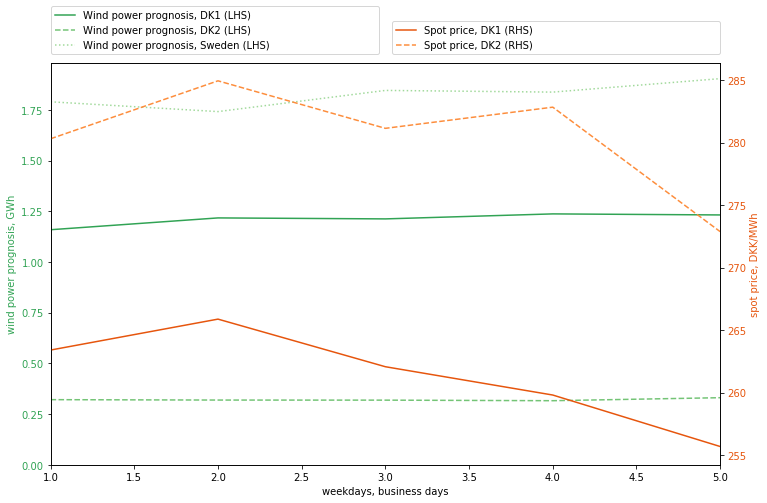 Wind power prognosis, DK1 (LHS)
Wind power prognosis, DK2 (LHS)
Wind power prognosis, Sweden (LHS)
Spot price, DK1 (RHS)
Spot price, DK2 (RHS)
wind power prognosis, GWh
1.75
1.50
1.25
1.00
0.75
0.50
0.25
0.00
285
280
275
270
265
260
255
spot price, DKK/MWh
1.0 1.5 2.0 2.5 3.0 3.5 4.0 4.5 5.0
weekdays, business days